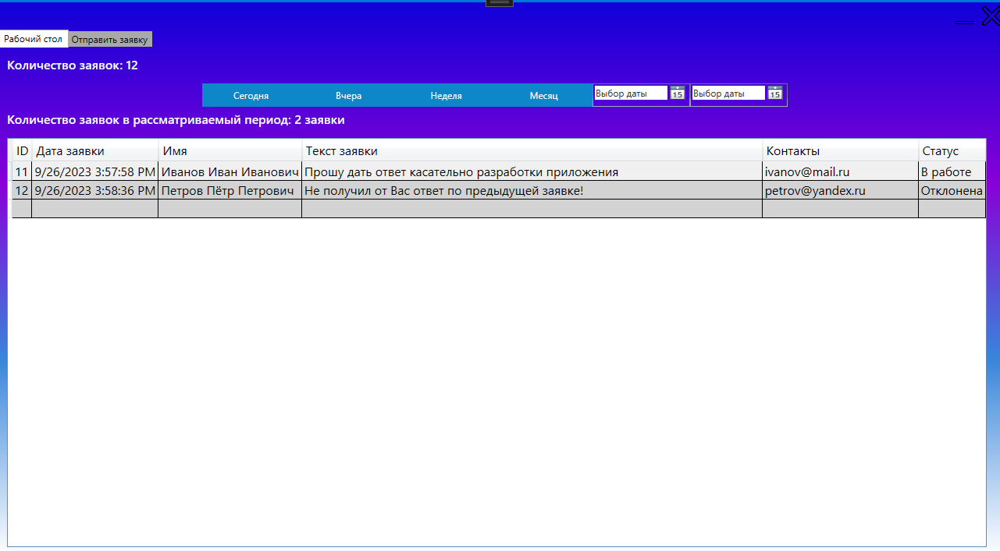 Рабочий стол Отправить заявку
Количество заявок: 12
Сегодня Вчера Неделя Месяц Выбор даты 15 Выбор даты 15
Количество заявок в рассматриваемый период: 2 заявки
ID Дата заявки Имя Текст заявки Контакты Статус
11 9/26/2023 3:57:58 PM Иванов Иван Иванович Прошу дать ответ касательно разработки приложения ivanov@mail.ru В работе
12 9/26/2023 3:58:36 PM Петров Пётр Петрович Не получил от Вас ответ по предыдущей заявке! petrov@yandex.ru Отклонена